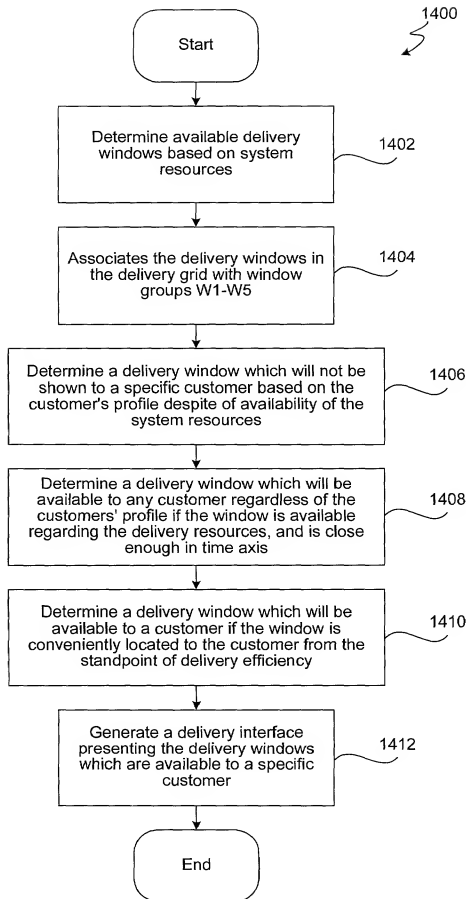 1400
Start
Determine available delivery
windows based on system
resources
1402
Associates the delivery windows in
the delivery grid with window
groups W1-W5
1404
Determine a delivery window which will not be
shown to a specific customer based on the
customer's profile despite of availability of the
system resources
1406
Determine a delivery window which will be
available to any customer regardless of the
customers' profile if the window is available
regarding the delivery resources, and is close
enough in time axis
1408
Determine a delivery window which will be
available to a customer if the window is
conveniently located to the customer from the
standpoint of delivery efficiency
1410
Generate a delivery interface
presenting the delivery windows
which are available to a specific
customer
1412
End